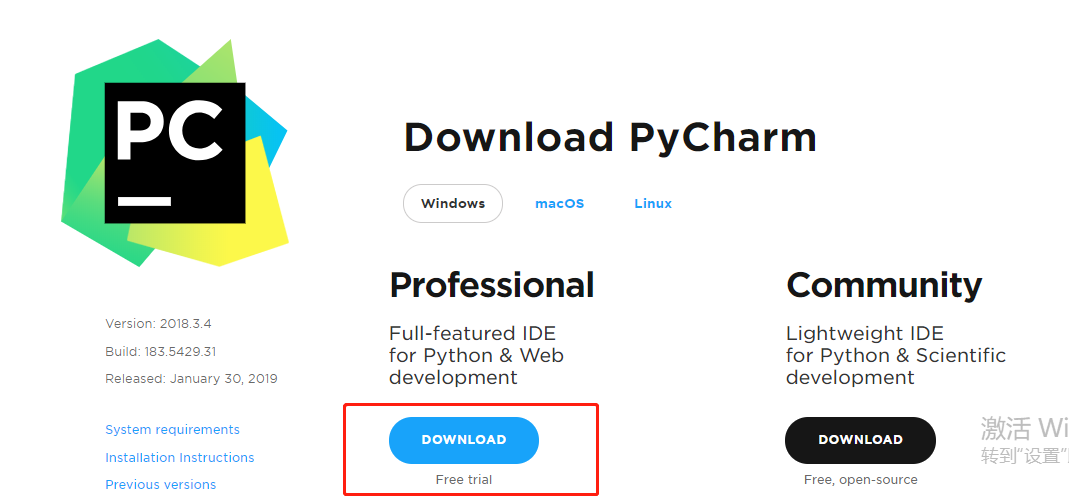 PC
Download PyCharm
Windows
macOS
Linux
Professional
Full-featured IDE
for Python & Web
development
DOWNLOAD
Free trial
Community
Lightweight IDE
for Python & Scientific
development
DOWNLOAD
Free, open-source
Version: 2018.3.4
Build: 183.5429.31
Released: January 30, 2019
System requirements
Installation Instructions
Previous versions
激活 Wi
转到"设置"